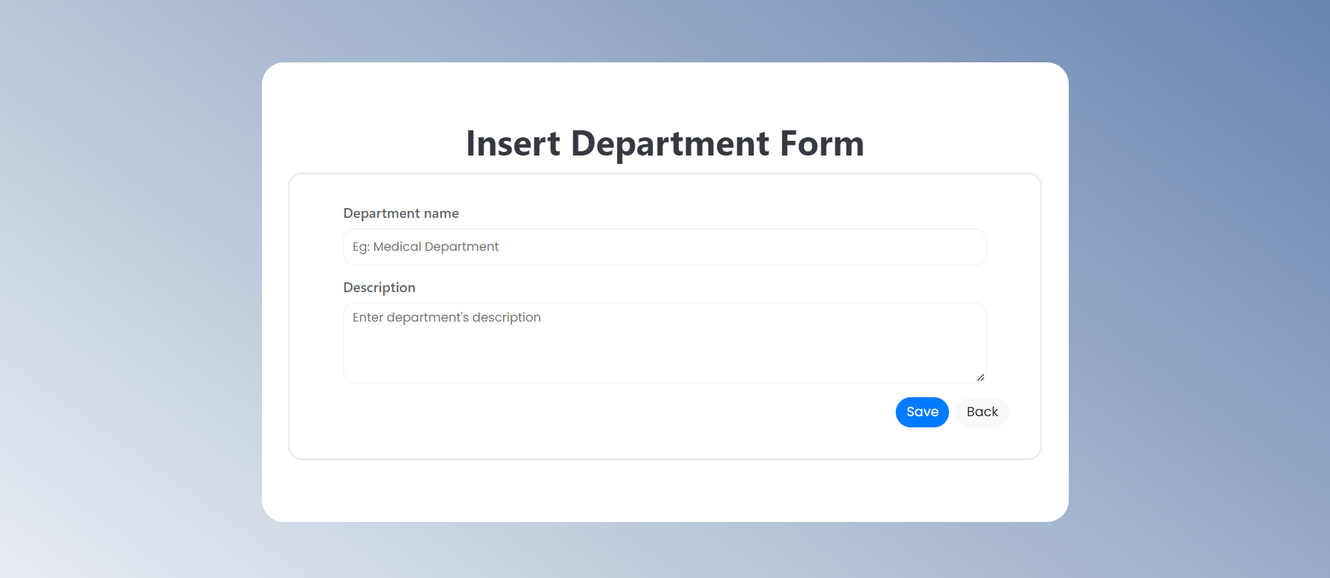 Insert Department Form
Department name
Eg: Medical Department
Description
Enter department's description
Save Back